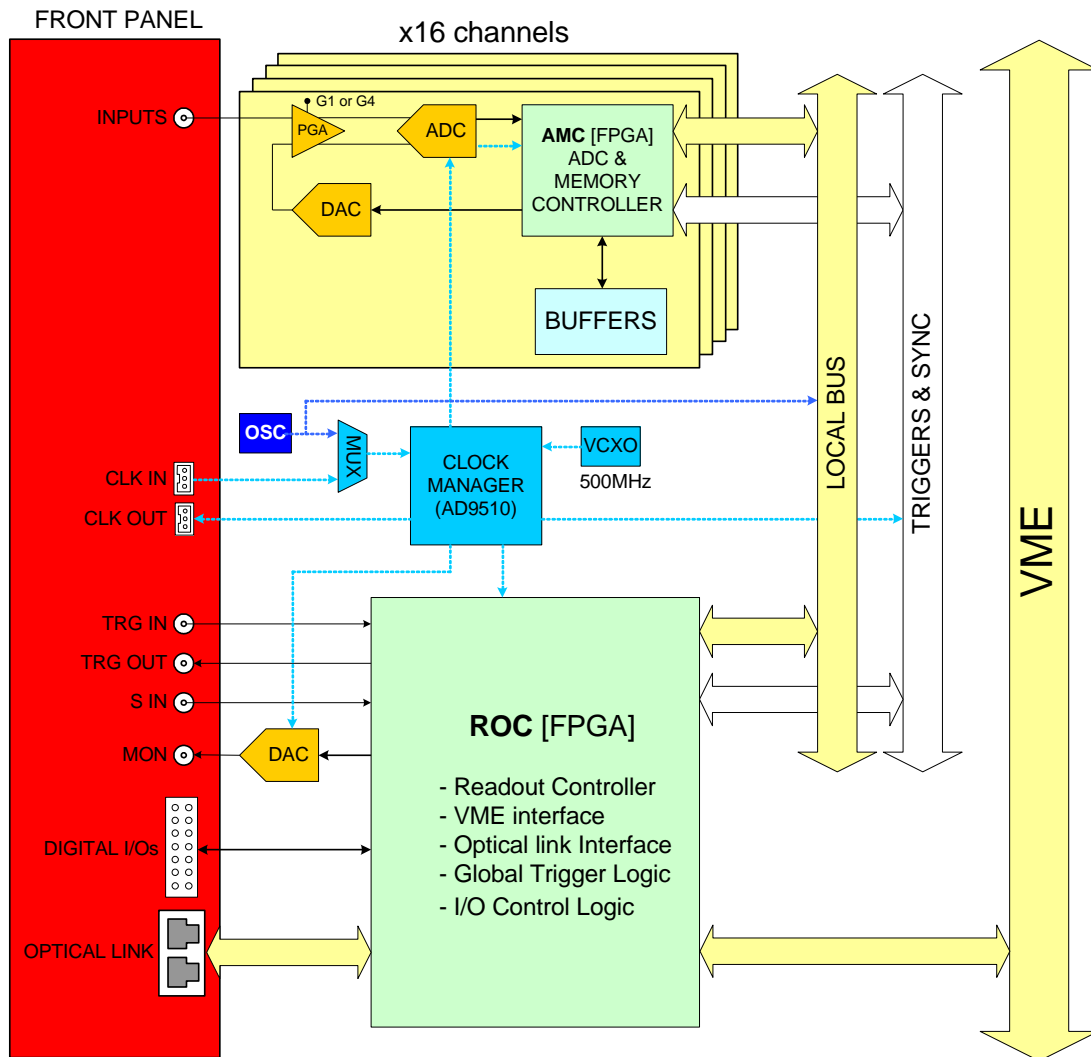 FRONT PANEL
x16 channels
INPUTS
G1 or G4
PGA
ADC
DAC
AMC [FPGA]
ADC &
MEMORY
CONTROLLER
BUFFERS
LOCAL BUS
TRIGGERS & SYNC
VME
OSC
MUX
CLOCK
MANAGER
(AD9510)
VCXO
500MHz
CLK IN
CLK OUT
TRG IN
TRG OUT
S IN
MON
DAC
DIGITAL I/Os
OPTICAL LINK
ROC [FPGA]
- Readout Controller
- VME interface
- Optical link Interface
- Global Trigger Logic
- I/O Control Logic